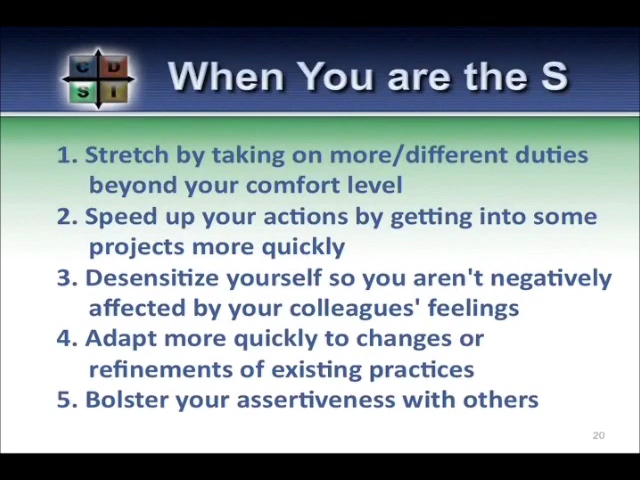 C D
S I
When You are the S
1. Stretch by taking on more/different duties
beyond your comfort level
2. Speed up your actions by getting into some
projects more quickly
3. Desensitize yourself so you aren't negatively
affected by your colleagues' feelings
4. Adapt more quickly to changes or
refinements of existing practices
5. Bolster your assertiveness with others
20